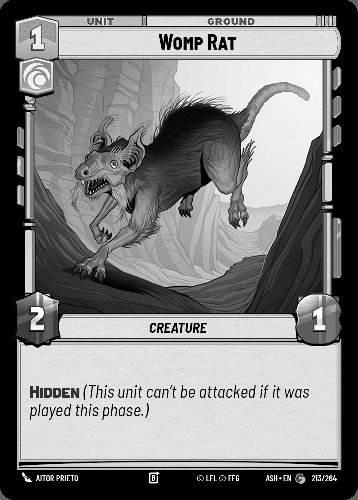 UNIT
GROUND
1
WOMP RAT
2
CREATURE
1
HIDDEN (This unit can't be attacked if it was
played this phase.)
AITOR PRIETO
© LFL © FFG
ASH • EN
213/264